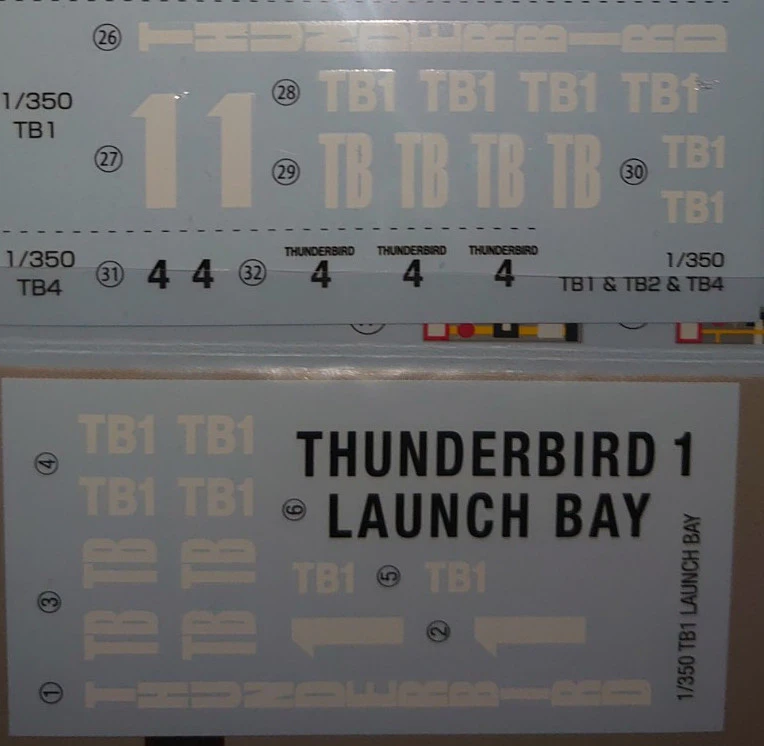 26 THUNDERBIRD
1/350
TB1
27 1 1
28 TB1 TB1 TB1 TB1
29 TB TB TB TB
30 TB1
TB1
1/350
TB4
31 4 4
32 THUNDERBIRD THUNDERBIRD THUNDERBIRD
4 4 4
1/350
TB1 & TB2 & TB4
4 TB1 TB1
TB1 TB1
THUNDERBIRD 1
6 LAUNCH BAY
3 TB TB
TB TB
TB1 5 TB1
1 2 1
1 THUNDERBIRD
1/350 TB1 LAUNCH BAY